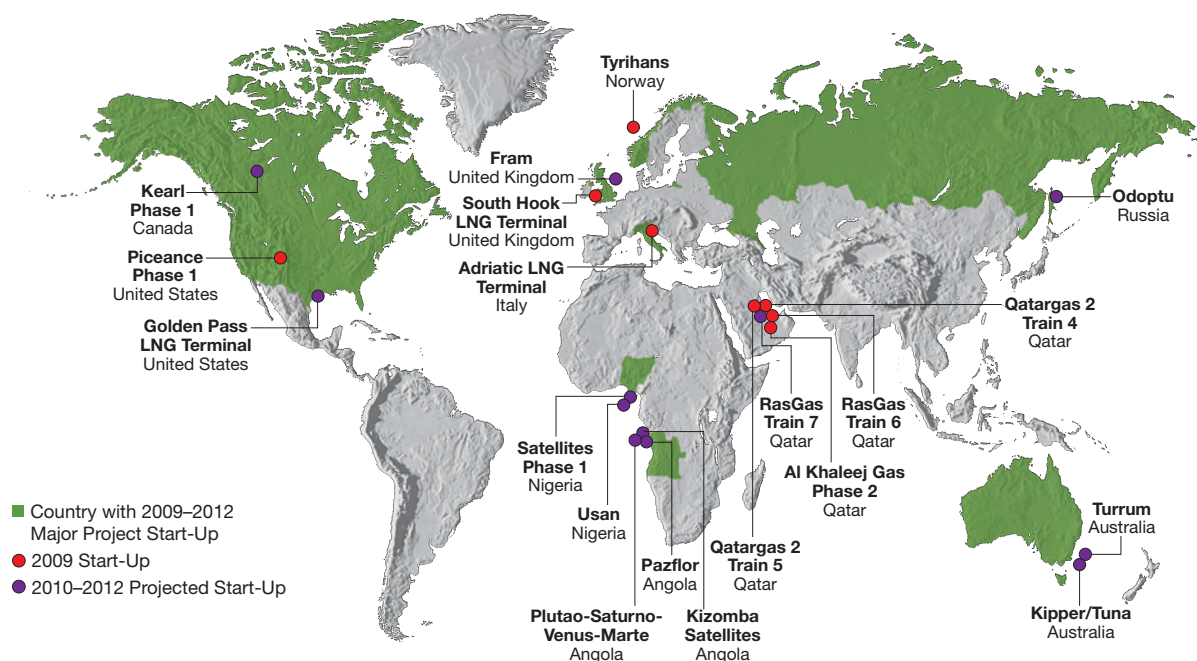 Tyrihans
Norway
Fram
United Kingdom
South Hook
LNG Terminal
United Kingdom
Adriatic LNG
Terminal
Italy
Kearl
Phase 1
Canada
Piceance
Phase 1
United States
Golden Pass
LNG Terminal
United States
Odoptu
Russia
Qatargas 2
Train 4
Qatar
RasGas
Train 7
Qatar
RasGas
Train 6
Qatar
Al Khaleej Gas
Phase 2
Qatar
Satellites
Phase 1
Nigeria
Usan
Nigeria
Pazflor
Angola
Qatargas 2
Train 5
Qatar
Plutao-Saturno-
Venus-Marte
Angola
Kizomba
Satellites
Angola
Turrum
Australia
Kipper/Tuna
Australia
Country with 2009–2012
Major Project Start-Up
2009 Start-Up
2010–2012 Projected Start-Up